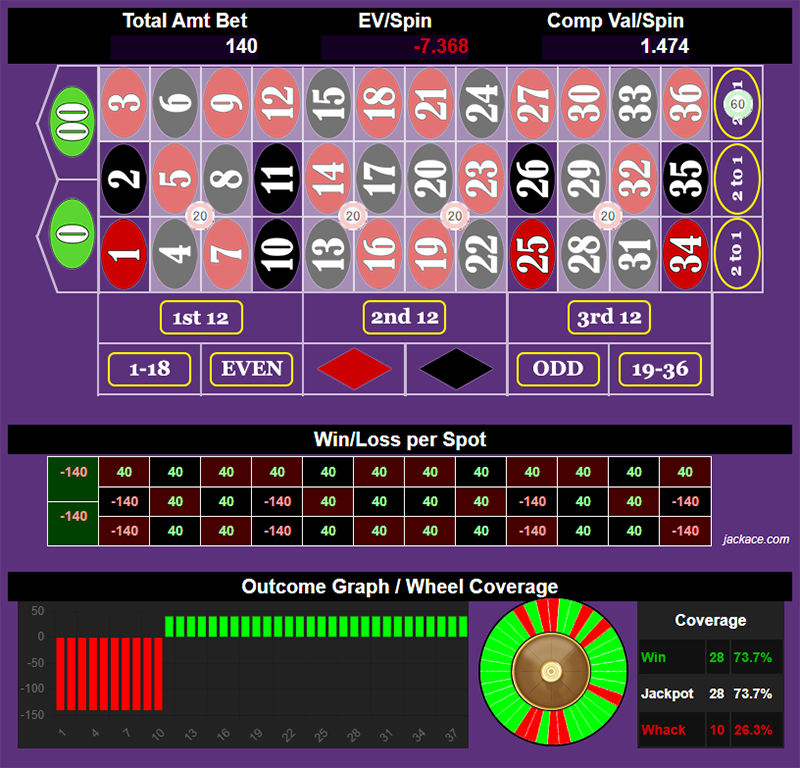 Total Amt Bet EV/Spin Comp Val/Spin
140 -7.368 1.474
00 3 6 9 12 15 18 21 24 27 30 33 36 2 to 1 60
2 5 8 11 14 17 20 23 26 29 32 35 2 to 1
20 20 20 20
0 1 4 7 10 13 16 19 22 25 28 31 34 2 to 1
1st 12 2nd 12 3rd 12
1-18 EVEN ODD 19-36
Win/Loss per Spot
-140 40 40 40 40 40 40 40 40 40 40 40 40
-140 40 40 -140 40 40 40 40 -140 40 40 -140
-140 -140 40 40 -140 40 40 40 40 -140 40 40 -140
jackace.com
Outcome Graph / Wheel Coverage
50
0
-50
-100
-150
1 4 7 10 13 16 19 22 25 28 31 34 37
Coverage
Win 28 73.7%
Jackpot 28 73.7%
Whack 10 26.3%